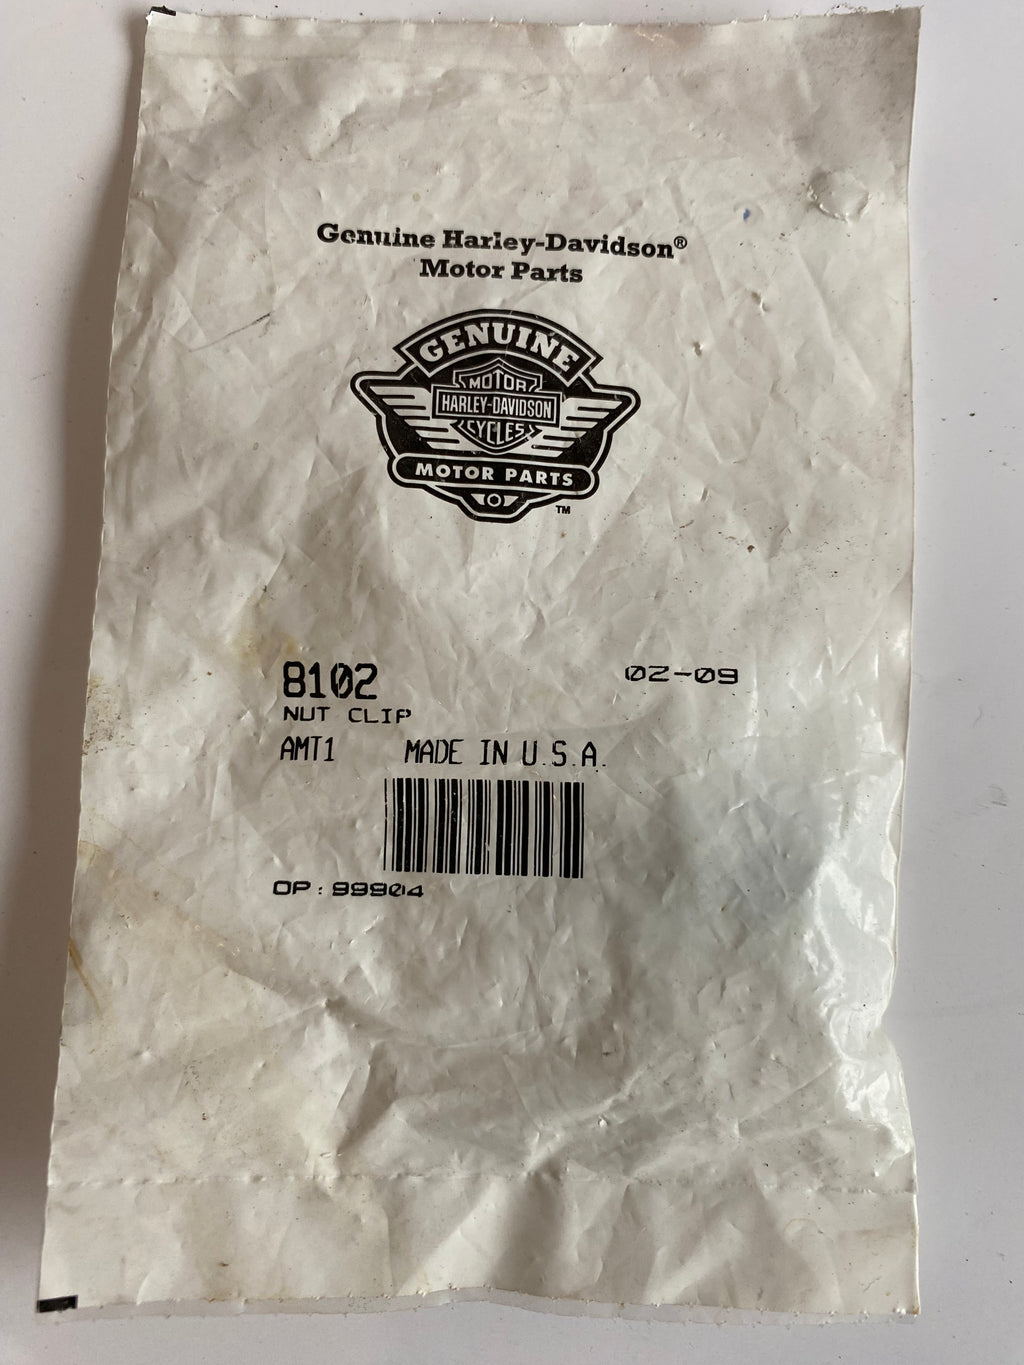 Genuine Harley-Davidson®
Motor Parts
GENUINE
MOTOR
HARLEY-DAVIDSON
CYCLES
MOTOR PARTS
TM
8102 02-09
NUT CLIP
AMT1 MADE IN U.S.A.
OP: 99904